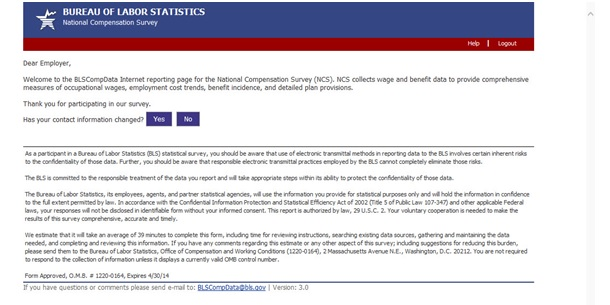 BUREAU OF LABOR STATISTICS
National Compensation Survey
Help | Logout
Dear Employer,
Welcome to the BLSCompData Internet reporting page for the National Compensation Survey (NCS). NCS collects wage and benefit data to provide comprehensive
measures of occupational wages, employment cost trends, benefit incidence, and detailed plan provisions.
Thank you for participating in our survey.
Has your contact information changed? Yes No
As a participant in a Bureau of Labor Statistics (BLS) statistical survey, you should be aware that use of electronic transmittal methods in reporting data to the BLS involves certain inherent risks
to the confidentiality of those data. Further, you should be aware that responsible electronic transmittal practices employed by the BLS cannot completely eliminate those risks.
The BLS is committed to the responsible treatment of the data you report and will take appropriate steps within its ability to protect the confidentiality of those data.
The Bureau of Labor Statistics, its employees, agents, and partner statistical agencies, will use the information you provide for statistical purposes only and will hold the information in confidence
to the full extent permitted by law. In accordance with the Confidential Information Protection and Statistical Efficiency Act of 2002 (Title 5 of Public Law 107-347) and other applicable Federal
laws, your responses will not be disclosed in identifiable form without your informed consent. This report is authorized by law, 29 U.S.C. 2. Your voluntary cooperation is needed to make the
results of this survey comprehensive, accurate and timely.
We estimate that it will take an average of 39 minutes to complete this form, including time for reviewing instructions, searching existing data sources, gathering and maintaining the data
needed, and completing and reviewing this information. If you have any comments regarding this estimate or any other aspect of this survey; including suggestions for reducing this burden,
please send them to the Bureau of Labor Statistics, Office of Compensation and Working Conditions (1220-0164), 2 Massachusetts Avenue N.E., Washington, D.C. 20212. You are not required
to respond to the collection of information unless it displays a currently valid OMB control number.
Form Approved, O.M.B. # 1220-0164, Expires 4/30/14
If you have questions or comments please send e-mail to: BLSCompData@bls.gov | Version: 3.0